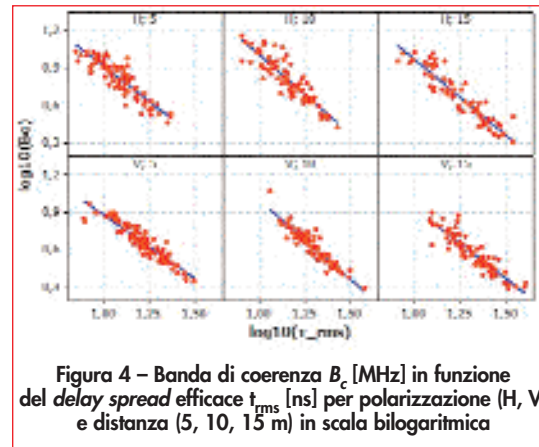 H; 5 H; 10 H; 15
1,2
0,9
0,6
0,3
log10(Bc)
V; 5 V; 10 V; 15
1,2
0,8
0,4
1,00 1,25 1,50 1,00 1,25 1,50 1,00 1,25 1,50
log10(τ_rms)
Figura 4 – Banda di coerenza Bc [MHz] in funzione
del delay spread efficace trms [ns] per polarizzazione (H, V
e distanza (5, 10, 15 m) in scala bilogaritmica